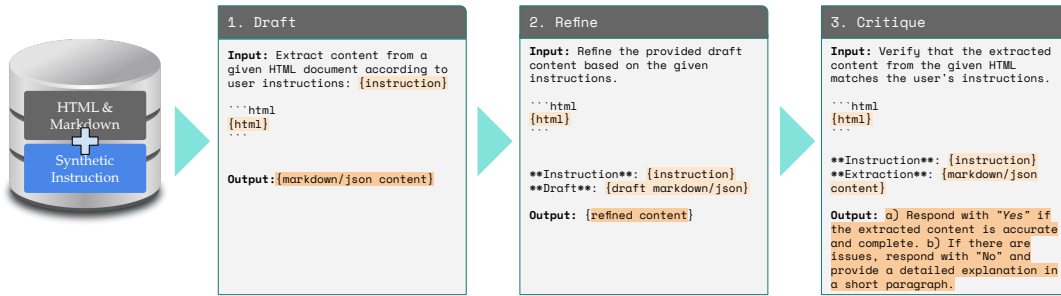 HTML &
Markdown
Synthetic
Instruction
1. Draft
Input: Extract content from a
given HTML document according to
user instructions: {instruction}
```html
{html}
```
Output:{markdown/json content}
2. Refine
Input: Refine the provided draft
content based on the given
instructions.
```html
{html}
```
**Instruction**: {instruction}
**Draft**: {draft markdown/json}
Output: {refined content}
3. Critique
Input: Verify that the extracted
content from the given HTML
matches the user's instructions.
```html
{html}
```
**Instruction**: {instruction}
**Extraction**: {markdown/json
content}
Output: a) Respond with "Yes" if
the extracted content is accurate
and complete. b) If there are
issues, respond with "No" and
provide a detailed explanation in
a short paragraph.